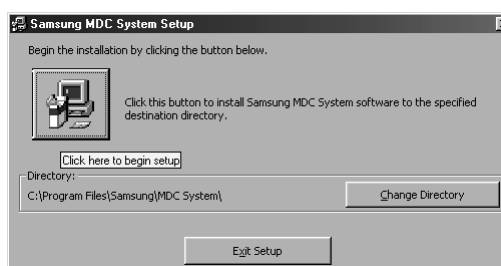 Samsung MDC System Setup
Begin the installation by clicking the button below.
Click this button to install Samsung MDC System software to the specified
destination directory.
Click here to begin setup
Directory:
C:\Program Files\Samsung\MDC System\
Change Directory
Exit Setup